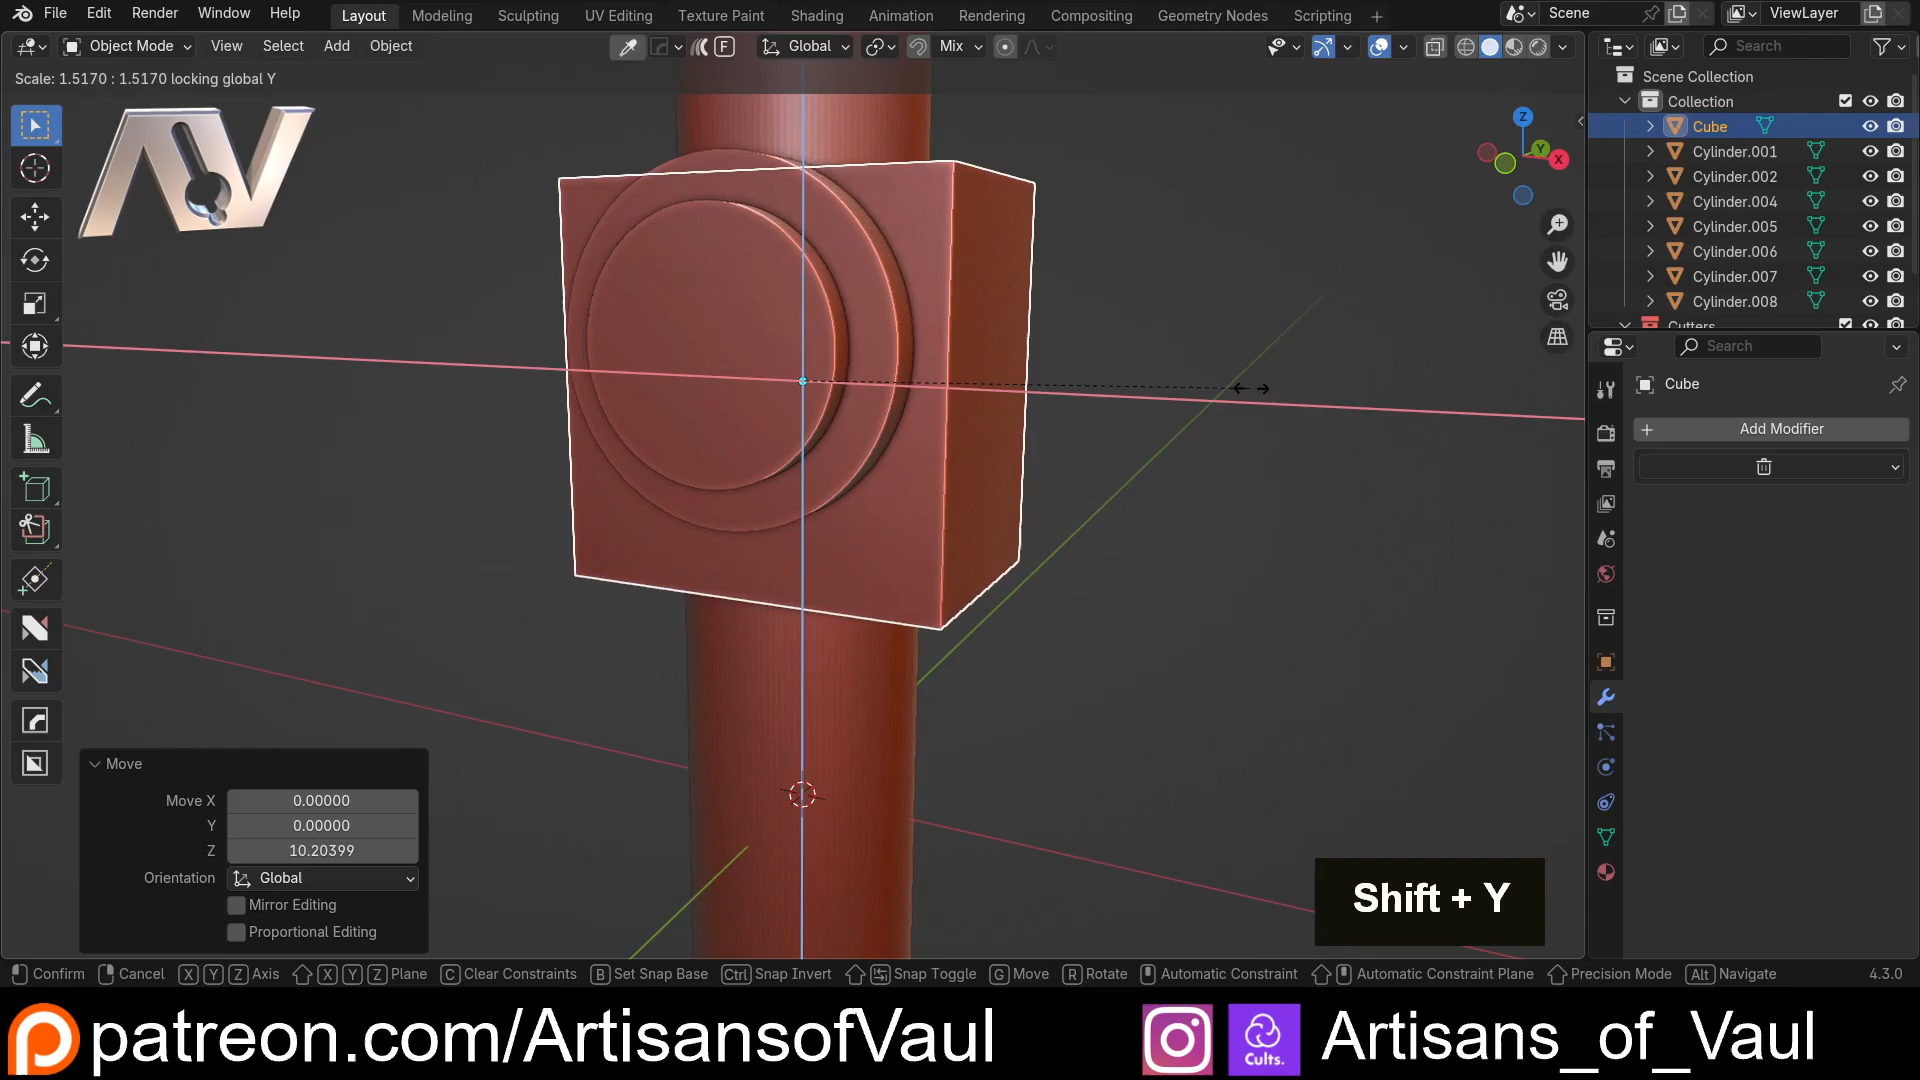 File Edit Render Window Help Layout Modeling Sculpting UV Editing Texture Paint Shading Animation Rendering Compositing Geometry Nodes Scripting + Scene ViewLayer
Object Mode View Select Add Object F Global Mix Search
Scale: 1.5170 : 1.5170 locking global Y
Scene Collection
Collection
Cube
Cylinder.001
Cylinder.002
Cylinder.004
Cylinder.005
Cylinder.006
Cylinder.007
Cylinder.008
Cutters
Z
Y
X
Search
Cube
+ Add Modifier
Move
Move X 0.00000
Y 0.00000
Z 10.20399
Orientation Global
Mirror Editing
Proportional Editing
Shift + Y
Confirm Cancel X Y Z Axis X Y Z Plane C Clear Constraints B Set Snap Base Ctrl Snap Invert Snap Toggle G Move R Rotate Automatic Constraint Automatic Constraint Plane Precision Mode Alt Navigate 4.3.0
patreon.com/ArtisansofVaul Cults. Artisans_of_Vaul